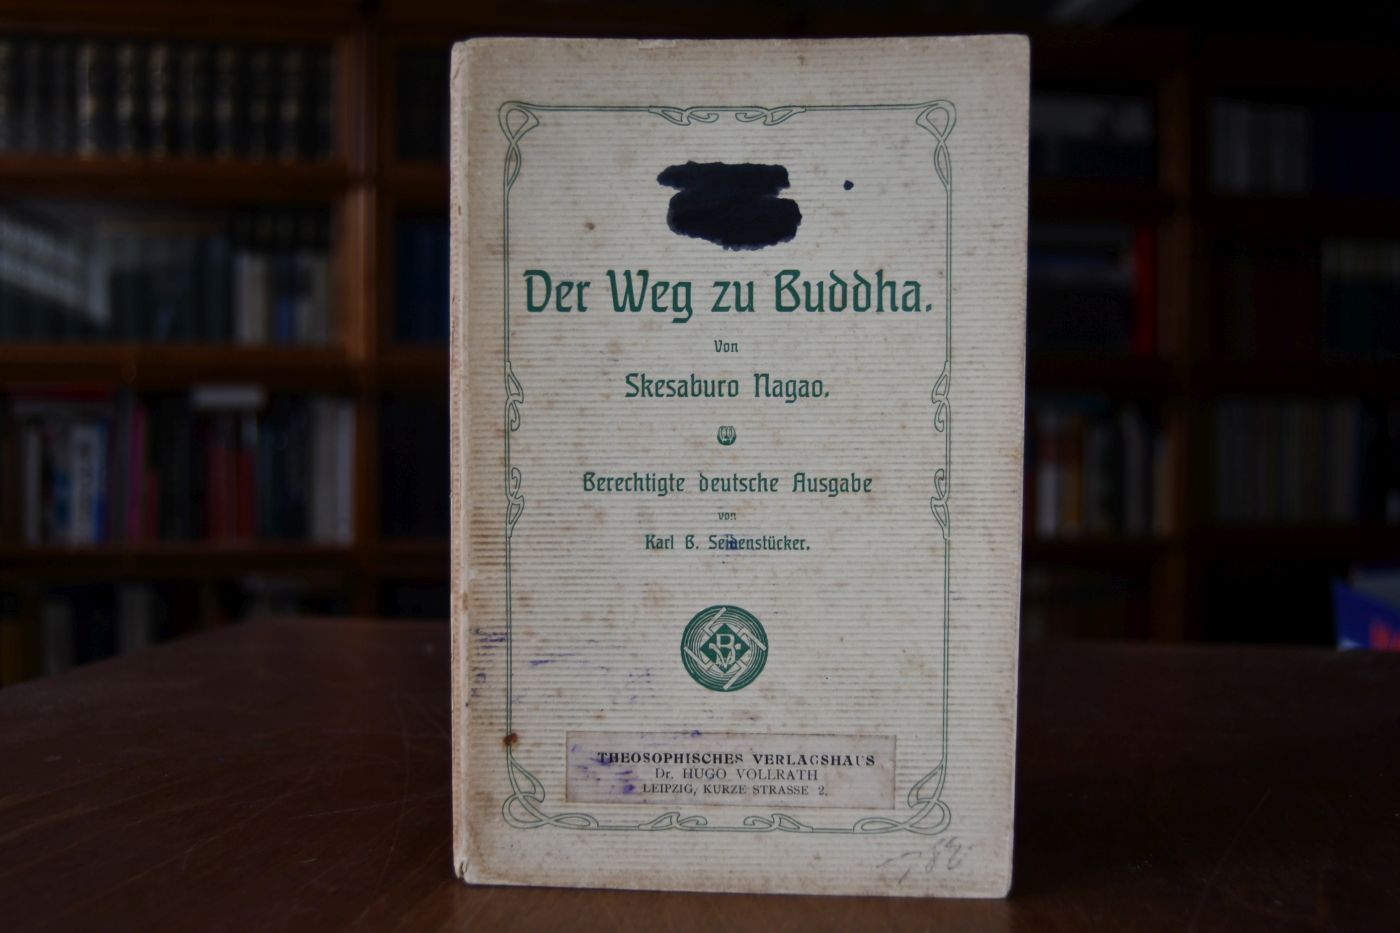 Der Weg zu Buddha.
Von
Skesaburo Nagao.
Berechtigte deutsche Ausgabe
von
Karl B. Seidenstücker.
BV
THEOSOPHISCHES VERLAGSHAUS
Dr. HUGO VOLLRATH
LEIPZIG, KURZE STRASSE 2.